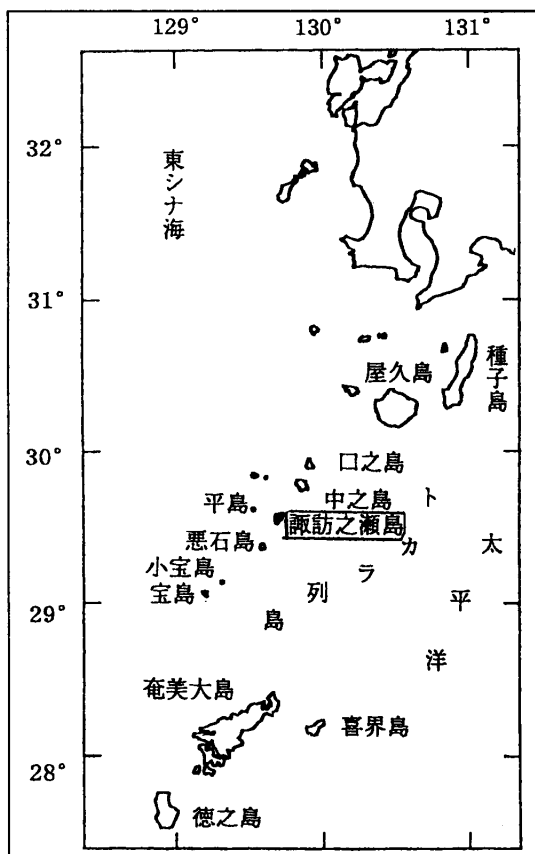 129° 130° 131°
32°
東シナ海
31°
種子島
屋久島
30°
口之島
中之島
平島
諏訪之瀬島
悪石島
小宝島
宝島
トカラ列島
太平洋
29°
奄美大島
喜界島
28°
徳之島
129° 130° 131°